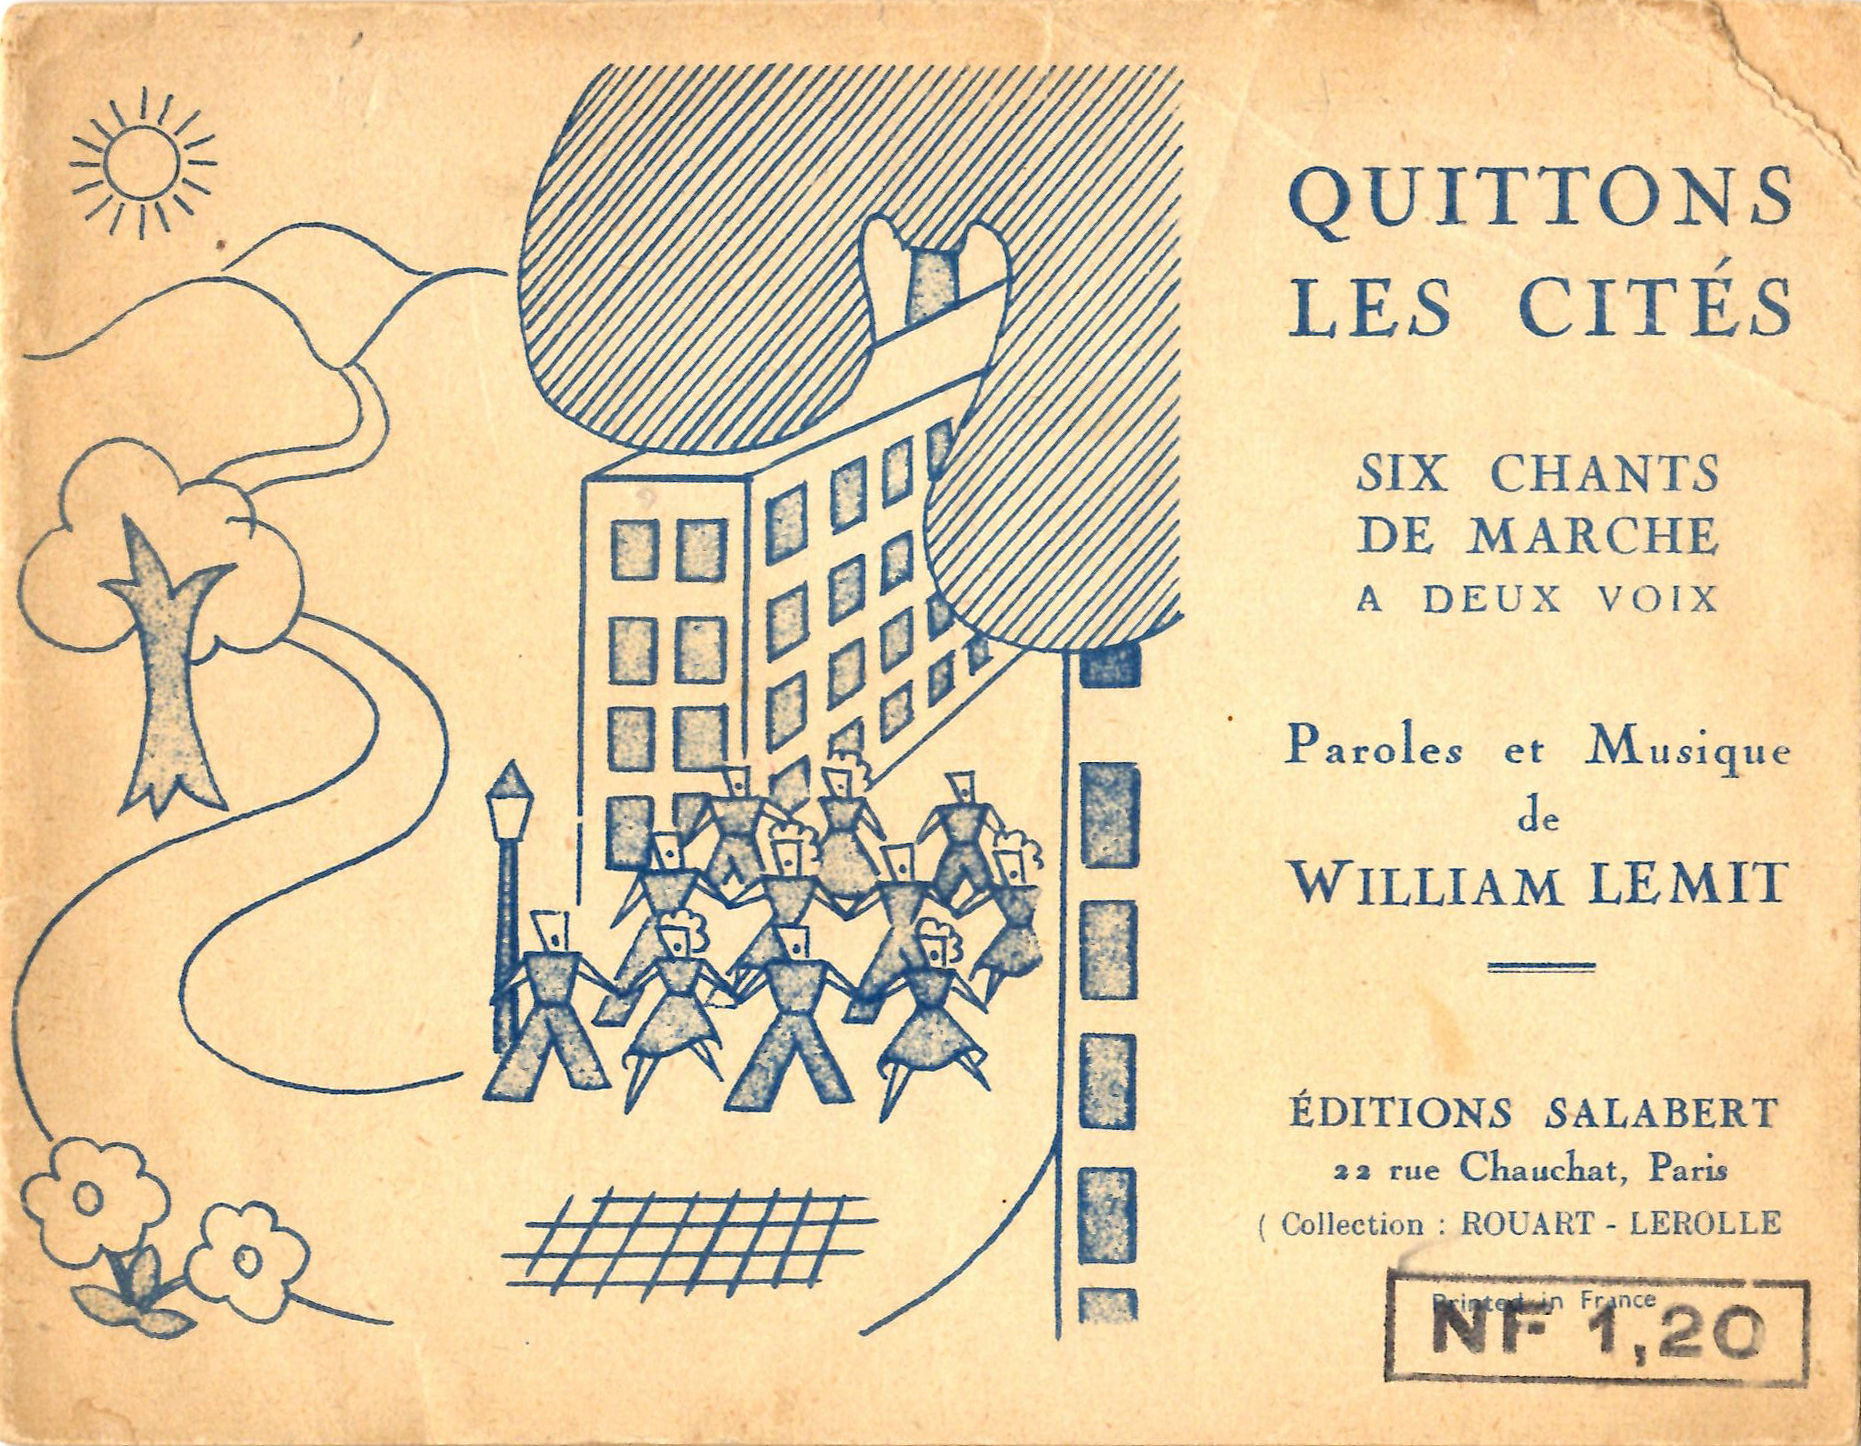 QUITTONS
LES CITÉS
SIX CHANTS
DE MARCHE
A DEUX VOIX
Paroles et Musique
de
WILLIAM LEMIT
ÉDITIONS SALABERT
22 rue Chauchat, Paris
( Collection : ROUART - LEROLLE
Printed in France
NF 1,20